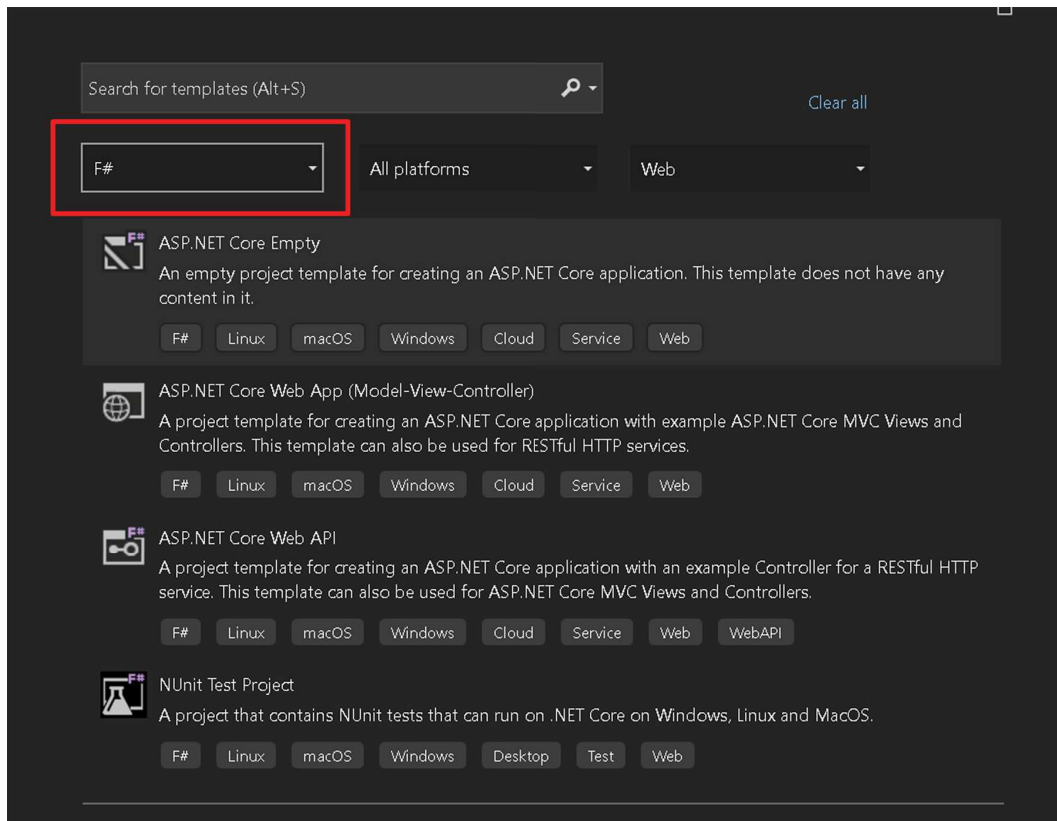 Search for templates (Alt+S)
Clear all
F#
All platforms
Web
F#
ASP.NET Core Empty
An empty project template for creating an ASP.NET Core application. This template does not have any
content in it.
F# Linux macOS Windows Cloud Service Web
ASP.NET Core Web App (Model-View-Controller)
A project template for creating an ASP.NET Core application with example ASP.NET Core MVC Views and
Controllers. This template can also be used for RESTful HTTP services.
F# Linux macOS Windows Cloud Service Web
F#
ASP.NET Core Web API
A project template for creating an ASP.NET Core application with an example Controller for a RESTful HTTP
service. This template can also be used for ASP.NET Core MVC Views and Controllers.
F# Linux macOS Windows Cloud Service Web WebAPI
F#
NUnit Test Project
A project that contains NUnit tests that can run on .NET Core on Windows, Linux and MacOS.
F# Linux macOS Windows Desktop Test Web